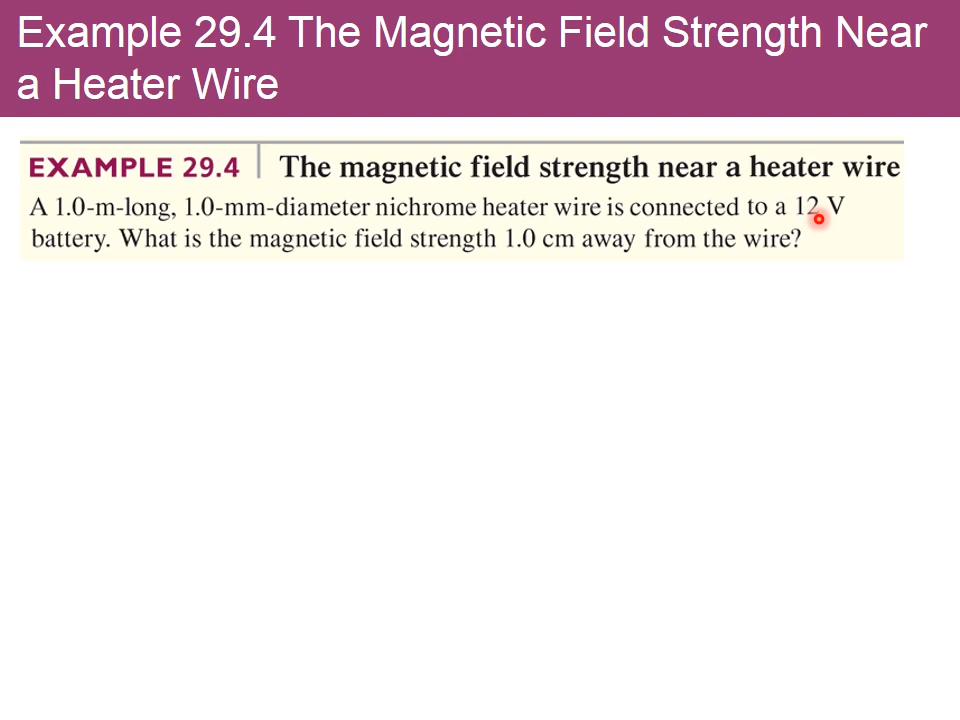 Example 29.4 The Magnetic Field Strength Near
a Heater Wire
EXAMPLE 29.4 The magnetic field strength near a heater wire
A 1.0-m-long, 1.0-mm-diameter nichrome heater wire is connected to a 12 V
battery. What is the magnetic field strength 1.0 cm away from the wire?